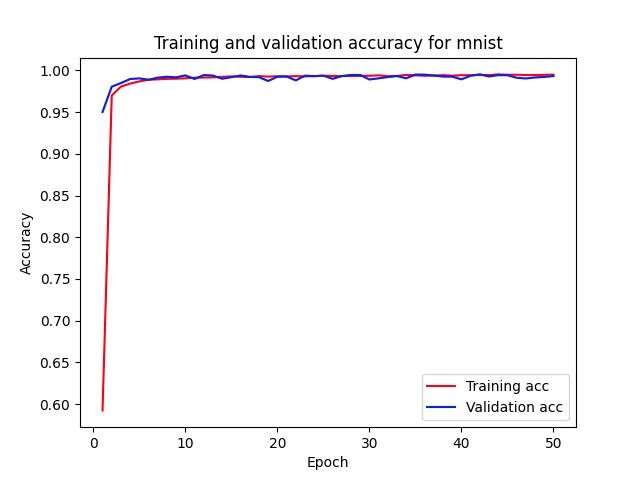 Training and validation accuracy for mnist
1.00
0.95
0.90
0.85
0.80
0.75
0.70
0.65
0.60
Accuracy
Training acc
Validation acc
0 10 20 30 40 50
Epoch